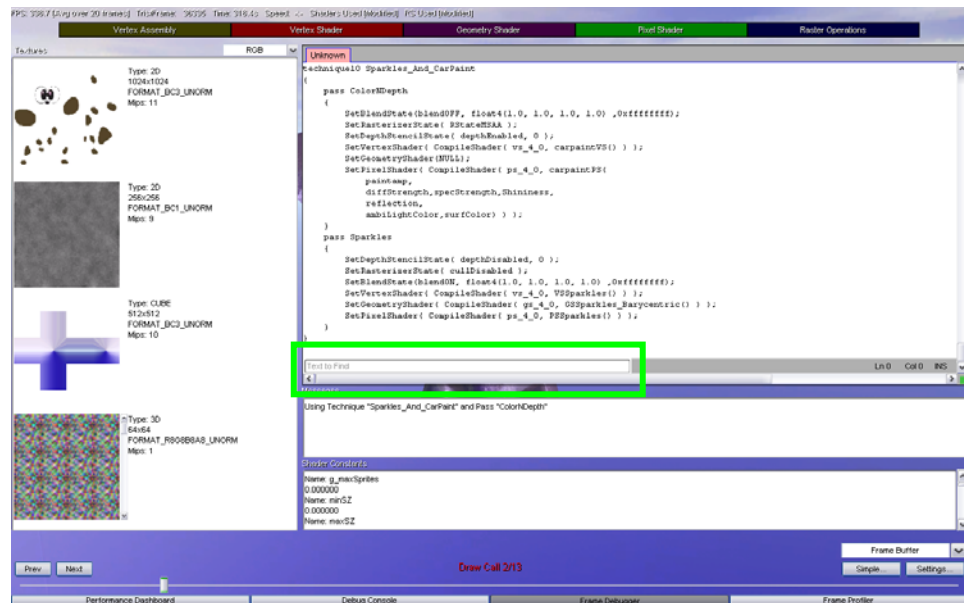 FPS: 338.7 (Avg over 20 frames) Tris/Frame: 36335 Time: 316.4s Speed: <- Shaders Used (Modified) RS Used (Modified)
Vertex Assembly Vertex Shader Geometry Shader Pixel Shader Raster Operations
Textures RGB
Type: 2D
1024x1024
FORMAT_BC3_UNORM
Mips: 11
Type: 2D
256x256
FORMAT_BC1_UNORM
Mips: 9
Type: CUBE
512x512
FORMAT_BC3_UNORM
Mips: 10
Type: 3D
64x64
FORMAT_R8G8B8A8_UNORM
Mips: 1
Unknown
technique10 Sparkles_And_CarPaint
{
pass ColorNDepth
{
SetBlendState(blendOFF, float4(1.0, 1.0, 1.0, 1.0) ,0xffffffff);
SetRasterizerState( RStateMSAA );
SetDepthStencilState( depthEnabled, 0 );
SetVertexShader( CompileShader( vs_4_0, carpaintVS() ) );
SetGeometryShader(NULL);
SetPixelShader( CompileShader( ps_4_0, carpaintPS(
paintamp,
diffStrength,specStrength,Shininess,
reflection,
ambiLightColor,surfColor) ) );
}
pass Sparkles
{
SetDepthStencilState( depthDisabled, 0 );
SetRasterizerState( cullDisabled );
SetBlendState(blendON, float4(1.0, 1.0, 1.0, 1.0) ,0xffffffff);
SetVertexShader( CompileShader( vs_4_0, VSSparkles() ) );
SetGeometryShader( CompileShader( gs_4_0, GSSparkles_Barycentric() ) );
SetPixelShader( CompileShader( ps_4_0, PSSparkles() ) );
}
}
Text to Find Ln 0 Col 0 INS
Messages
Using Technique "Sparkles_And_CarPaint" and Pass "ColorNDepth"
Shader Constants
Name: g_maxSprites
0.000000
Name: minSZ
0.000000
Name: maxSZ
Frame Buffer
Prev Next Draw Call 2/13 Simple... Settings...
Performance Dashboard Debug Console Frame Debugger Frame Profiler